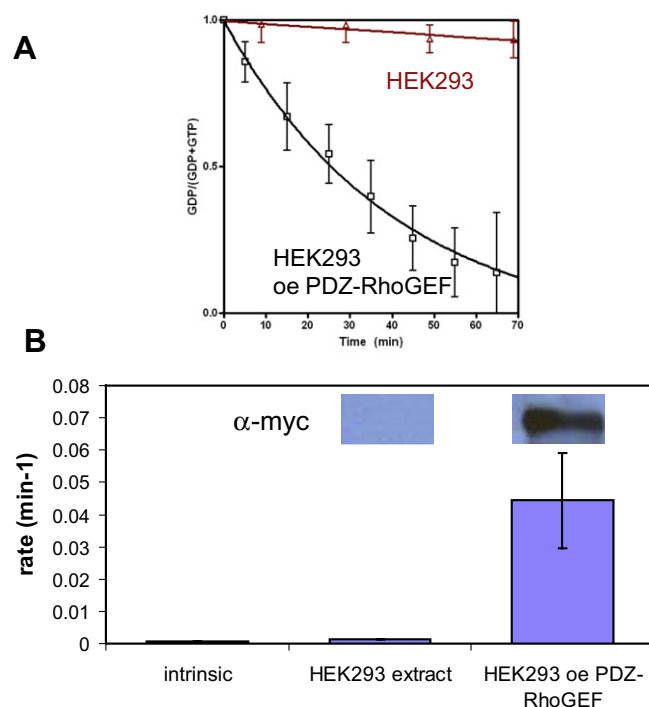 A
1.0
0.5
0.0
GDP/(GDP+GTP)
HEK293
HEK293
oe PDZ-RhoGEF
0 10 20 30 40 50 60 70
Time (min)
B
0.08
0.07
0.06
0.05
0.04
0.03
0.02
0.01
0
rate (min-1)
α-myc
intrinsic HEK293 extract HEK293 oe PDZ-
RhoGEF